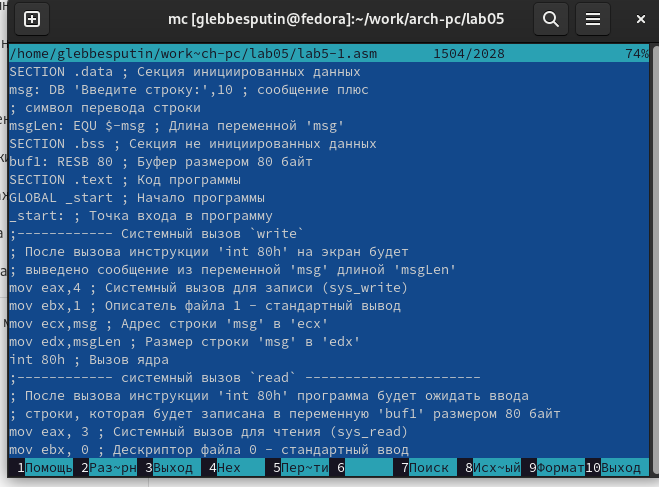 mc [glebbesputin@fedora]:~/work/arch-pc/lab05
/home/glebbesputin/work~ch-pc/lab05/lab5-1.asm 1504/2028 74%
SECTION .data ; Секция инициированных данных
msg: DB 'Введите строку:',10 ; сообщение плюс
; символ перевода строки
msgLen: EQU $-msg ; Длина переменной 'msg'
SECTION .bss ; Секция не инициированных данных
buf1: RESB 80 ; Буфер размером 80 байт
SECTION .text ; Код программы
GLOBAL _start ; Начало программы
_start: ; Точка входа в программу
;------------ Системный вызов `write`
; После вызова инструкции 'int 80h' на экран будет
; выведено сообщение из переменной 'msg' длиной 'msgLen'
mov eax,4 ; Системный вызов для записи (sys_write)
mov ebx,1 ; Описатель файла 1 - стандартный вывод
mov ecx,msg ; Адрес строки 'msg' в 'ecx'
mov edx,msgLen ; Размер строки 'msg' в 'edx'
int 80h ; Вызов ядра
;------------ системный вызов `read` ----------------------
; После вызова инструкции 'int 80h' программа будет ожидать ввода
; строки, которая будет записана в переменную 'buf1' размером 80 байт
mov eax, 3 ; Системный вызов для чтения (sys_read)
mov ebx, 0 ; Дескриптор файла 0 - стандартный ввод
1Помощь 2Раз~рн 3Выход 4Hex 5Пер~ти 6 7Поиск 8Исх~ый 9Формат 10Выход